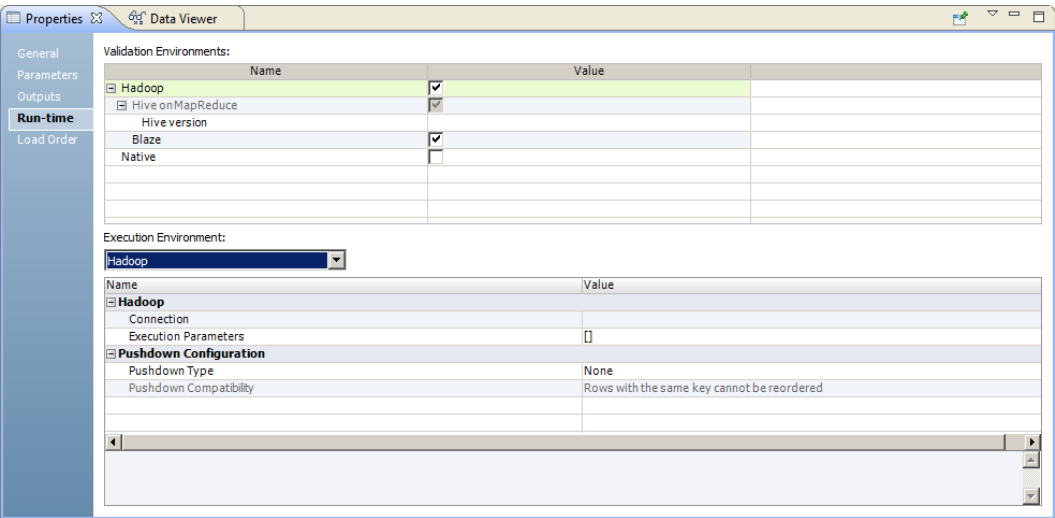 Properties Data Viewer
General
Parameters
Outputs
Run-time
Load Order
Validation Environments:
Name Value
Hadoop
Hive on MapReduce
Hive version
Blaze
Native
Execution Environment:
Hadoop
Name Value
Hadoop
Connection
Execution Parameters []
Pushdown Configuration
Pushdown Type None
Pushdown Compatibility Rows with the same key cannot be reordered